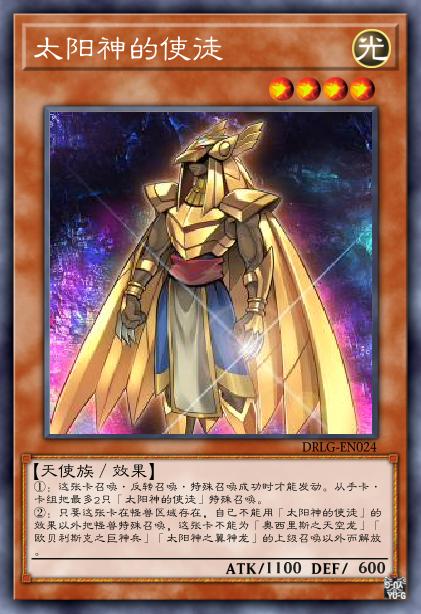 太阳神的使徒
光
DRLG-EN024
【天使族／效果】
①：这张卡召唤·反转召唤·特殊召唤成功时才能发动。从手卡·
卡组把最多2只「太阳神的使徒」特殊召唤。
②：只要这张卡在怪兽区域存在，自己不能用「太阳神的使徒」的
效果以外把怪兽特殊召唤，这张卡不能为「奥西里斯之天空龙」「
欧贝利斯克之巨神兵」「太阳神之翼神龙」的上级召唤以外而解放
。
ATK/1100 DEF/ 600